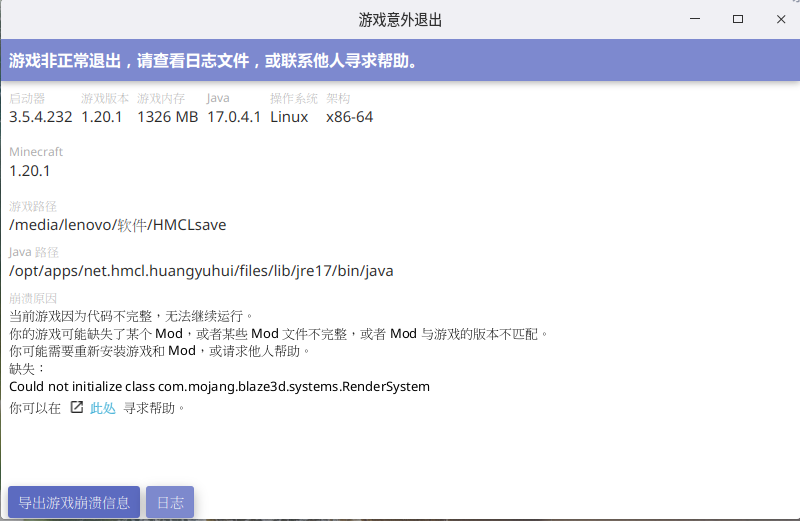 游戏意外退出
游戏非正常退出，请查看日志文件，或联系他人寻求帮助。
启动器 游戏版本 游戏内存 Java 操作系统 架构
3.5.4.232 1.20.1 1326 MB 17.0.4.1 Linux x86-64
Minecraft
1.20.1
游戏路径
/media/lenovo/软件/HMCLsave
Java 路径
/opt/apps/net.hmcl.huangyuhui/files/lib/jre17/bin/java
崩溃原因
当前游戏因为代码不完整，无法继续运行。
你的游戏可能缺失了某个 Mod，或者某些 Mod 文件不完整，或者 Mod 与游戏的版本不匹配。
你可能需要重新安装游戏和 Mod，或请求他人帮助。
缺失：
Could not initialize class com.mojang.blaze3d.systems.RenderSystem
你可以在 此处 寻求帮助。
导出游戏崩溃信息 日志